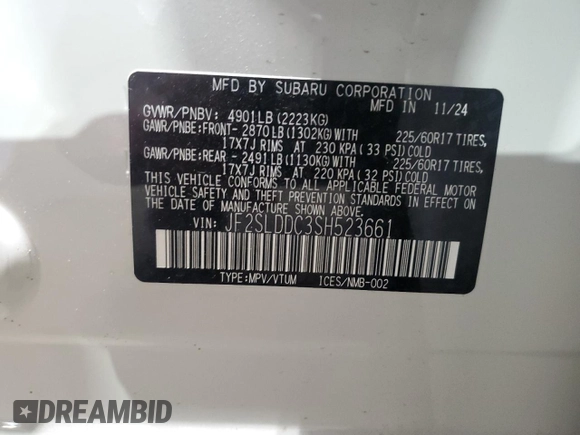 MFD BY SUBARU CORPORATION
MFD/DATE IN 11/24
GVWR/PNBV: 4901LB(2223KG)
GAWR/PNBE:FRONT-2870LB(1302KG)WITH 225/60R17 TIRES,
17X7J RIMS AT 230 KPA(33 PSI)COLD
GAWR/PNBE:REAR-2491LB(1130KG)WITH 225/60R17 TIRES,
17X7J RIMS AT 220 KPA(32 PSI)COLD
THIS VEHICLE CONFORMS TO ALL APPLICABLE FEDERAL MOTOR
VEHICLE SAFETY, BUMPER, AND THEFT PREVENTION STANDARDS IN EFFECT ON
THE DATE OF MANUFACTURE SHOWN ABOVE
VIN: JF2SLDDC3SH523661
TYPE:MPV/VTUM ICES/NMB-002
DREAMBID